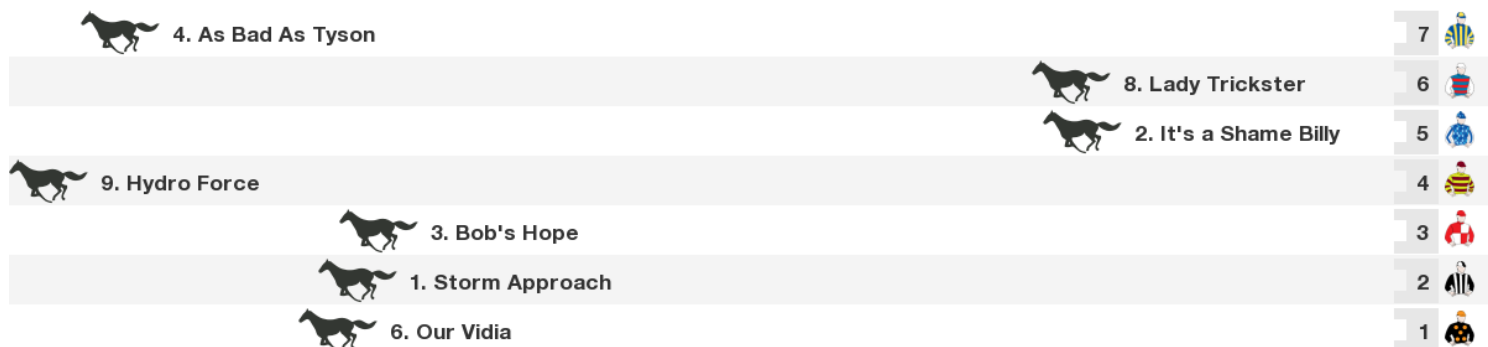 4. As Bad As Tyson 7
8. Lady Trickster 6
2. It's a Shame Billy 5
9. Hydro Force 4
3. Bob's Hope 3
1. Storm Approach 2
6. Our Vidia 1